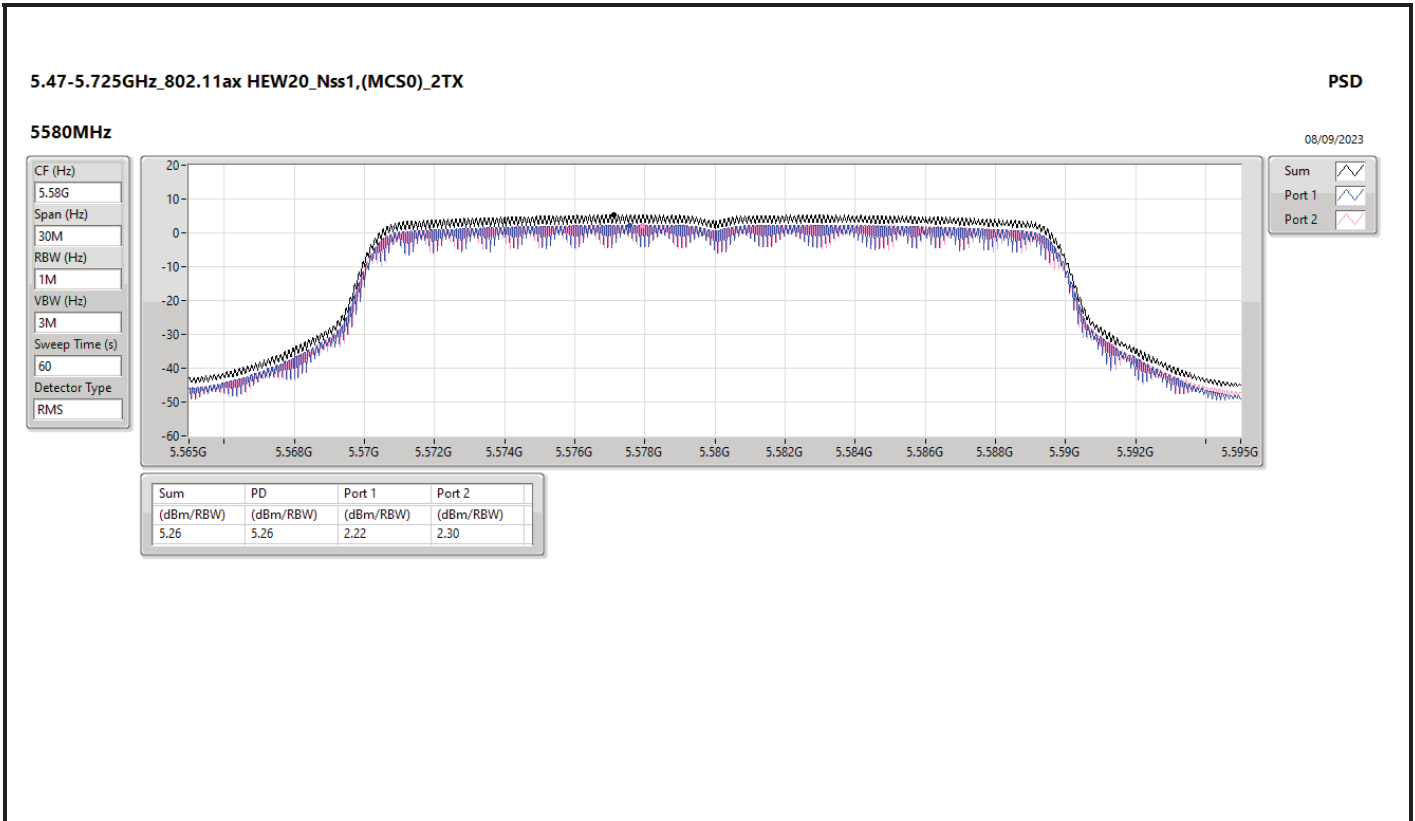 5.47-5.725GHz_802.11ax HEW20_Nss1,(MCS0)_2TX
PSD
5580MHz
08/09/2023
CF (Hz)
5.58G
Span (Hz)
30M
RBW (Hz)
1M
VBW (Hz)
3M
Sweep Time (s)
60
Detector Type
RMS
20
10
0
-10
-20
-30
-40
-50
-60
5.565G 5.568G 5.57G 5.572G 5.574G 5.576G 5.578G 5.58G 5.582G 5.584G 5.586G 5.588G 5.59G 5.592G 5.595G
Sum
Port 1
Port 2
Sum PD Port 1 Port 2
(dBm/RBW) (dBm/RBW) (dBm/RBW) (dBm/RBW)
5.26 5.26 2.22 2.30